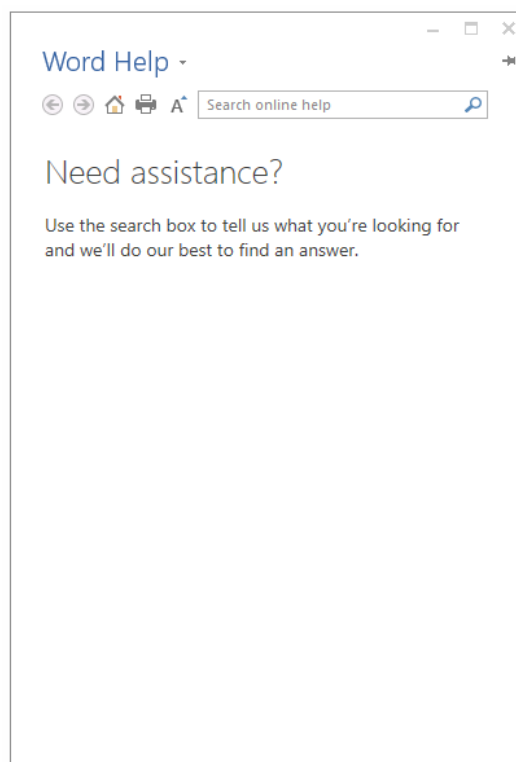 Word Help
A
Search online help
Need assistance?
Use the search box to tell us what you’re looking for
and we’ll do our best to find an answer.